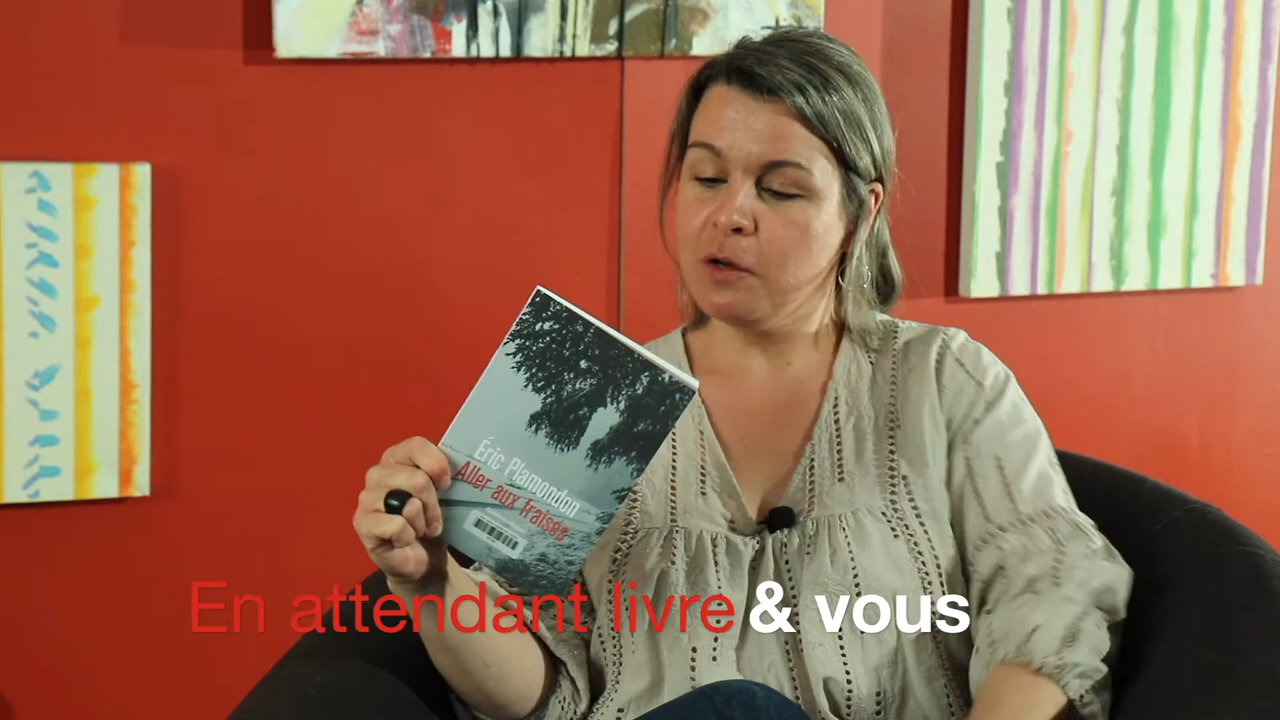 Éric Plamondon
Aller aux fraises
En attendant livre & vous